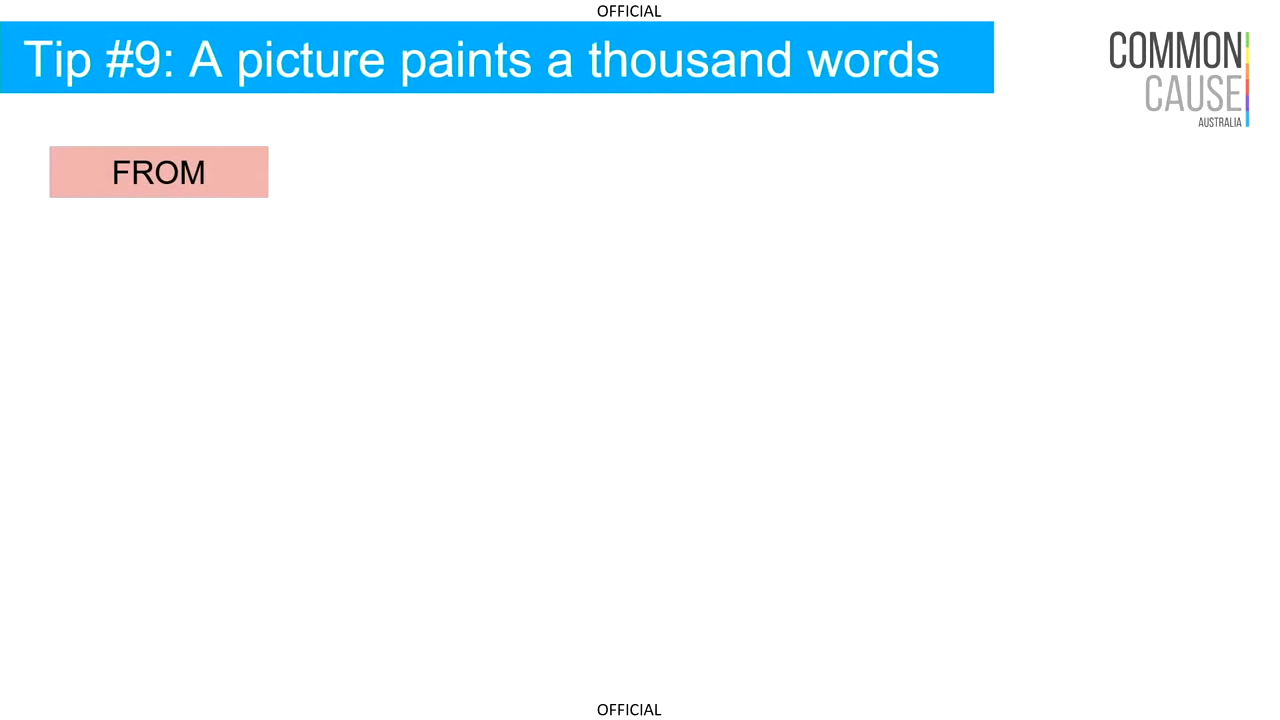 OFFICIAL
Tip #9: A picture paints a thousand words
COMMON
CAUSE
AUSTRALIA
FROM
OFFICIAL